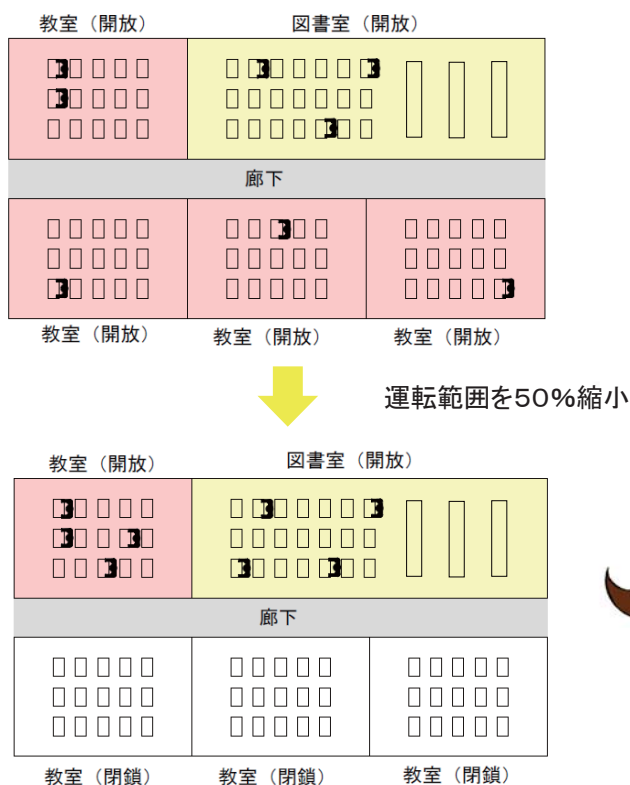 教室（開放）
図書室（開放）
廊下
教室（開放）
教室（開放）
教室（開放）
運転範囲を50%縮小
教室（開放）
図書室（開放）
廊下
教室（閉鎖）
教室（閉鎖）
教室（閉鎖）